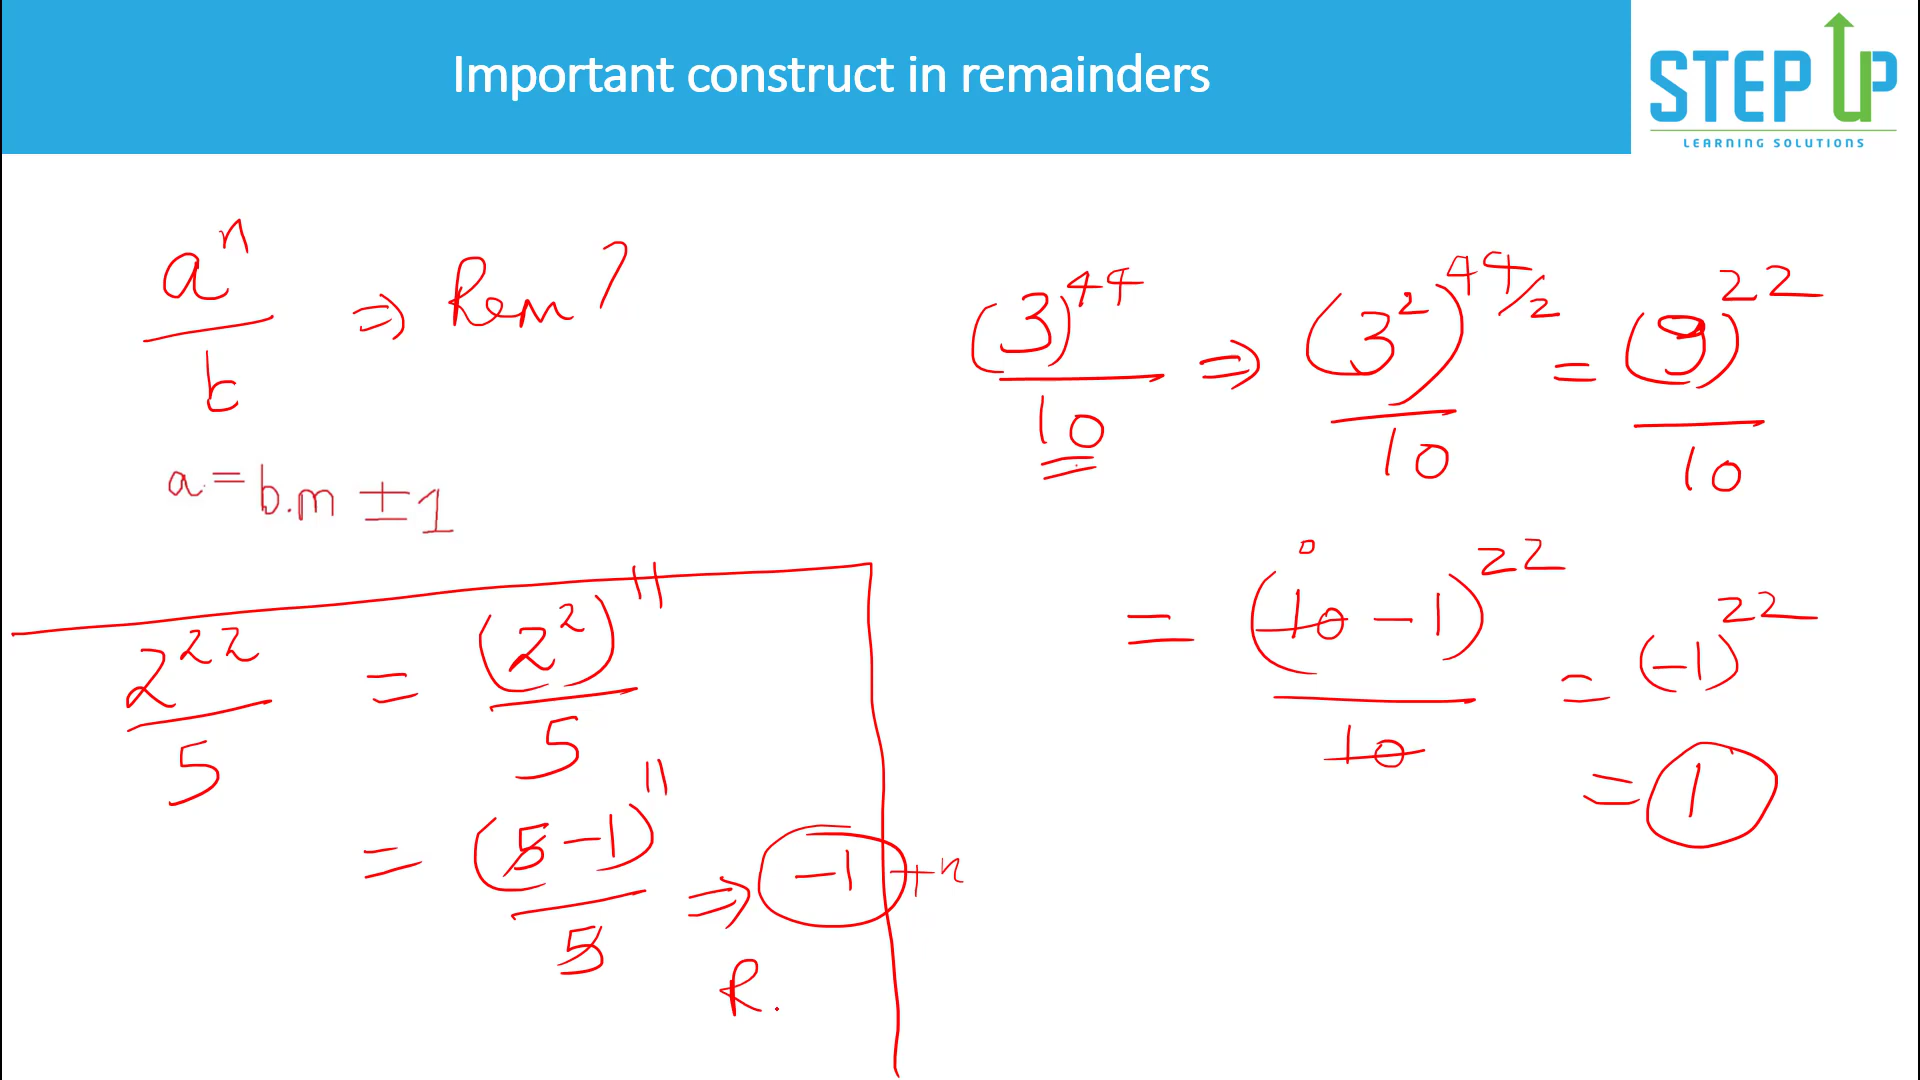 Important construct in remainders
STEP UP
LEARNING SOLUTIONS
a^n / b ⇒ Rem ?
a = b.m ± 1
(3)^44 / 10 ⇒ (3^2)^44/2 / 10 = (9)^22 / 10
= (10 - 1)^22 / 10 = (-1)^22
0
= 1
2^22 / 5 = (2^2)^11 / 5
= (5 - 1)^11 / 5 ⇒ -1
R.